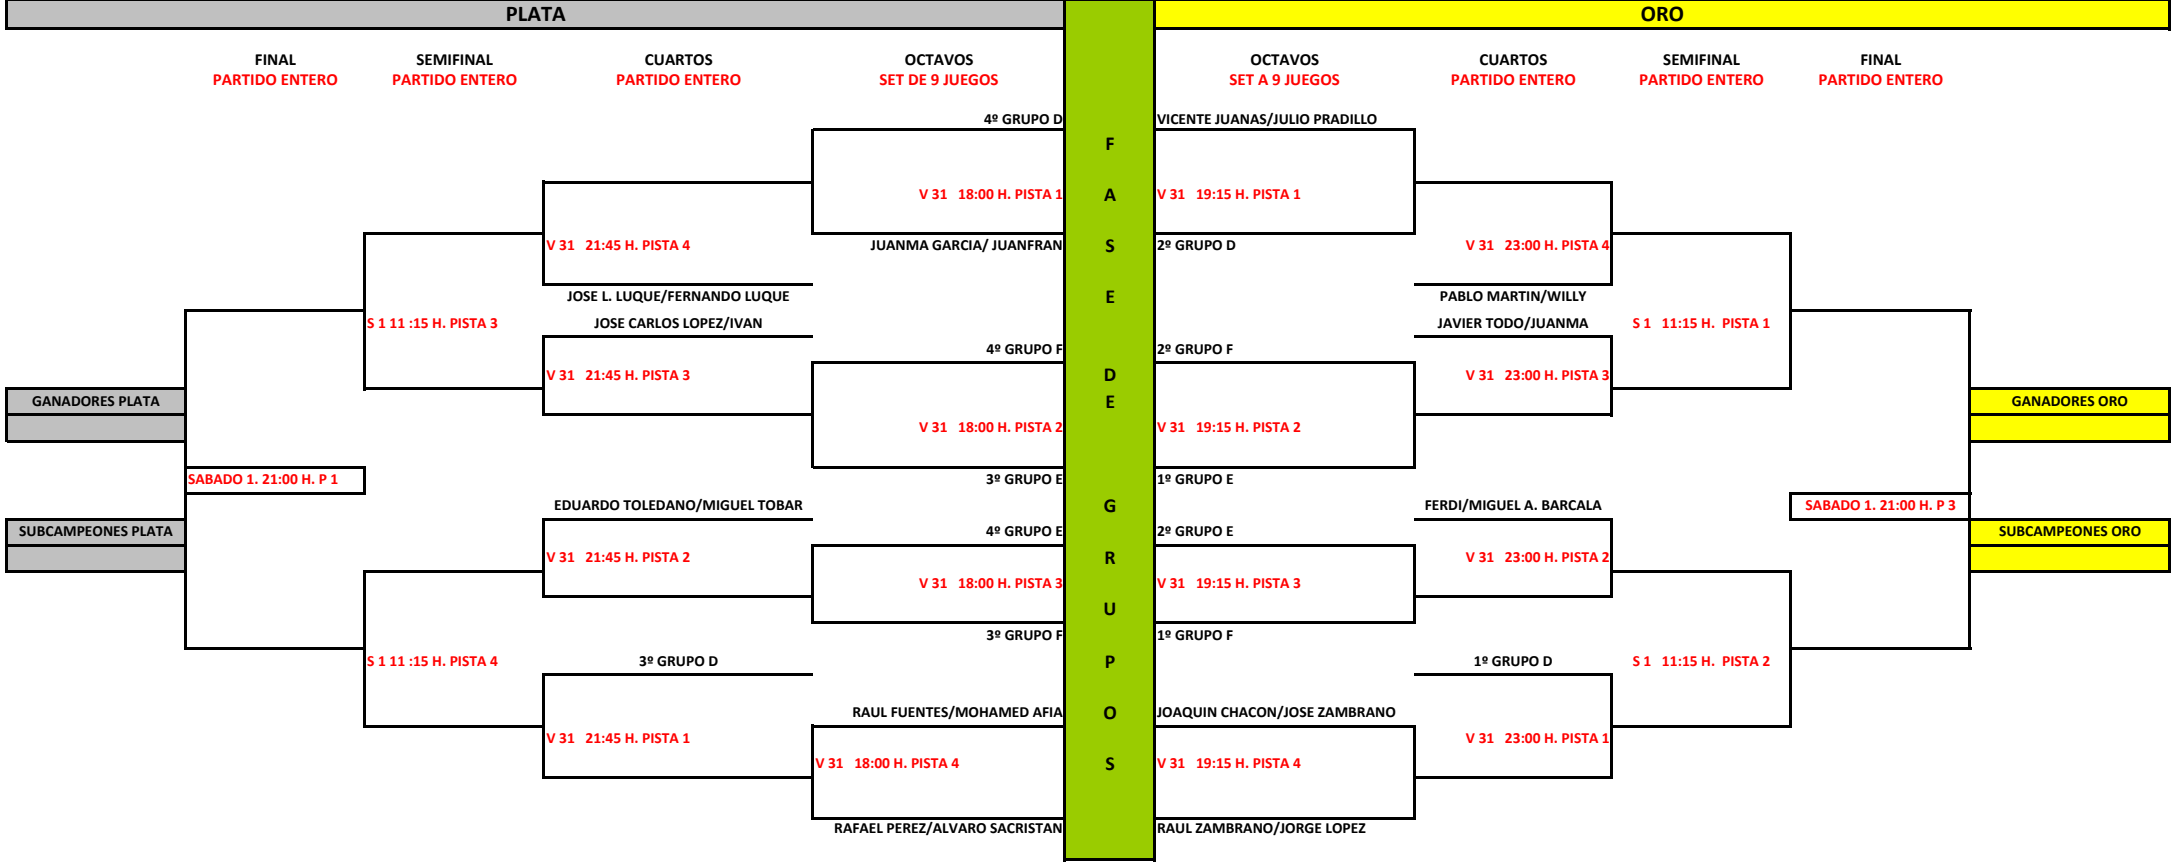 PLATA
ORO
FINAL
SEMIFINAL
CUARTOS
OCTAVOS
OCTAVOS
CUARTOS
SEMIFINAL
FINAL
PARTIDO ENTERO
PARTIDO ENTERO
PARTIDO ENTERO
SET DE 9 JUEGOS
SET A 9 JUEGOS
PARTIDO ENTERO
PARTIDO ENTERO
PARTIDO ENTERO
4º GRUPO D
VICENTE JUANAS/JULIO PRADILLO
F
V 31 18:00 H. PISTA 1
A
V 31 19:15 H. PISTA 1
V 31 21:45 H. PISTA 4
JUANMA GARCIA/ JUANFRAN
S
2º GRUPO D
V 31 23:00 H. PISTA 4
JOSE L. LUQUE/FERNANDO LUQUE
E
PABLO MARTIN/WILLY
S 1 11 :15 H. PISTA 3
JOSE CARLOS LOPEZ/IVAN
JAVIER TODO/JUANMA
S 1 11:15 H. PISTA 1
4º GRUPO F
2º GRUPO F
V 31 21:45 H. PISTA 3
D
V 31 23:00 H. PISTA 3
GANADORES PLATA
E
GANADORES ORO
V 31 18:00 H. PISTA 2
V 31 19:15 H. PISTA 2
SABADO 1. 21:00 H. P 1
3º GRUPO E
1º GRUPO E
EDUARDO TOLEDANO/MIGUEL TOBAR
G
FERDI/MIGUEL A. BARCALA
SABADO 1. 21:00 H. P 3
SUBCAMPEONES PLATA
4º GRUPO E
2º GRUPO E
SUBCAMPEONES ORO
V 31 21:45 H. PISTA 2
R
V 31 23:00 H. PISTA 2
V 31 18:00 H. PISTA 3
V 31 19:15 H. PISTA 3
U
3º GRUPO F
1º GRUPO F
S 1 11 :15 H. PISTA 4
3º GRUPO D
P
1º GRUPO D
S 1 11:15 H. PISTA 2
RAUL FUENTES/MOHAMED AFIA
O
JOAQUIN CHACON/JOSE ZAMBRANO
V 31 21:45 H. PISTA 1
V 31 23:00 H. PISTA 1
V 31 18:00 H. PISTA 4
S
V 31 19:15 H. PISTA 4
RAFAEL PEREZ/ALVARO SACRISTAN
RAUL ZAMBRANO/JORGE LOPEZ